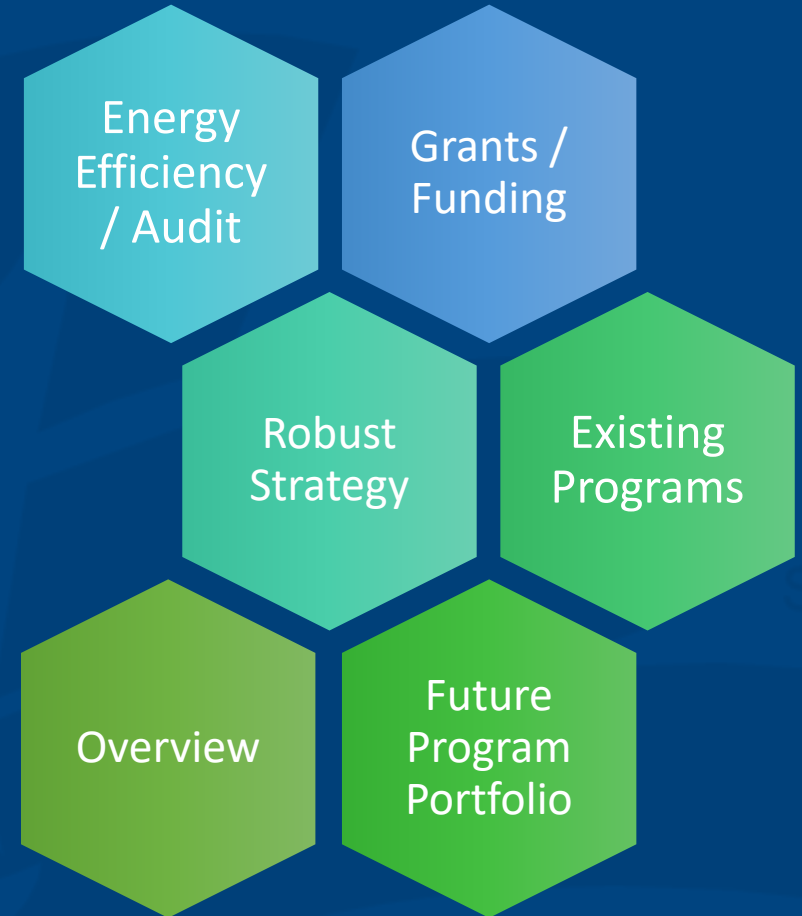 Energy
Efficiency
/ Audit
Grants /
Funding
Robust
Strategy
Existing
Programs
Overview
Future
Program
Portfolio